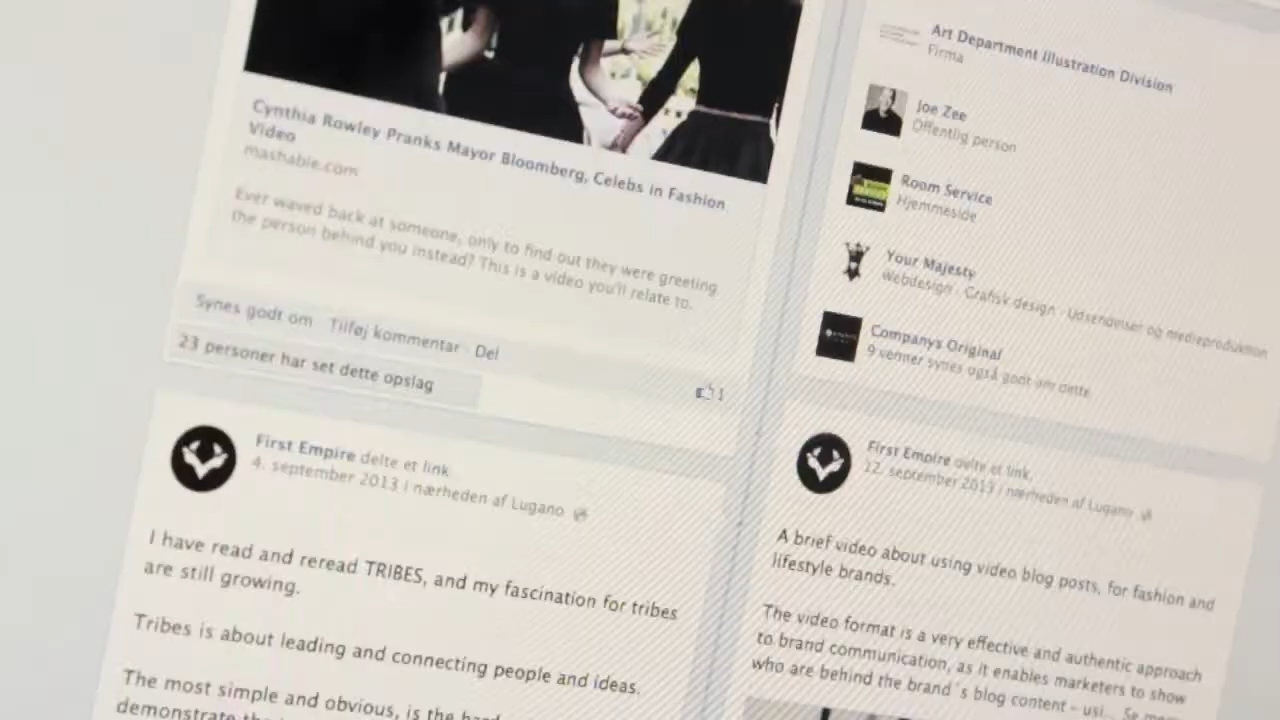 Cynthia Rowley Pranks Mayor Bloomberg, Celebs in Fashion
Video
mashable.com
Ever waved back at someone, only to find out they were greeting
the person behind you instead? This is a video you'll relate to.
Synes godt om · Tilføj kommentar · Del
23 personer har set dette opslag
1
First Empire delte et link.
4. september 2013 i nærheden af Lugano
I have read and reread TRIBES, and my fascination for tribes
are still growing.
Tribes is about leading and connecting people and ideas.
The most simple and obvious, is the
demonstrate
Art Department Illustration Division
Firma
Joe Zee
Offentlig person
Room Service
Hjemmeside
Your Majesty
Webdesign · Grafisk design · Udsendelser og medieproduktion
Companys Original
9 venner synes også godt om dette
First Empire delte et link.
12. september 2013 i nærheden af Lugano
A brief video about using video blog posts, for fashion and
lifestyle brands.
The video format is a very effective and authentic approach
to brand communication, as it enables marketers to show
who are behind the brand´s blog content - usi... Se